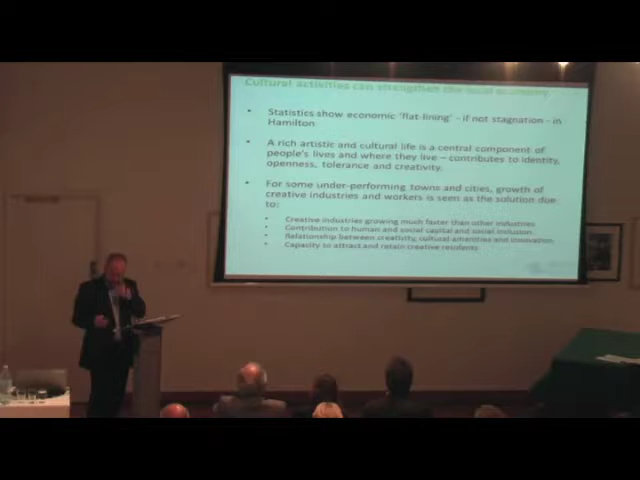 Cultural activities can strengthen the local economy
• Statistics show economic 'flat-lining' - if not stagnation - in
Hamilton
• A rich artistic and cultural life is a central component of
people's lives and where they live – contributes to identity,
openness, tolerance and creativity.
• For some under-performing towns and cities, growth of
creative industries and workers is seen as the solution due
to:
• Creative industries growing much faster than other industries
• Contribution to human and social capital and social inclusion
• Relationship between creativity, cultural amenities and innovation
• Capacity to attract and retain creative residents